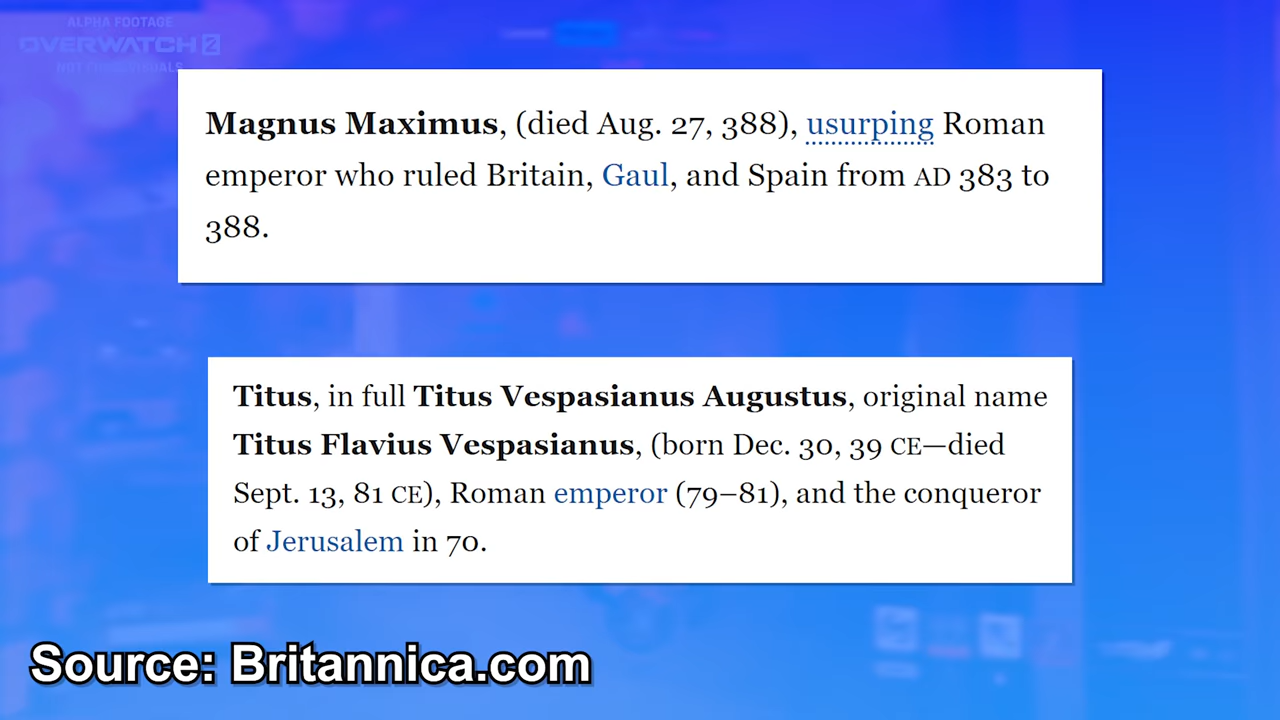 ALPHA FOOTAGE
OVERWATCH 2
NOT FINAL VISUALS
Magnus Maximus, (died Aug. 27, 388), usurping Roman
emperor who ruled Britain, Gaul, and Spain from AD 383 to
388.
Titus, in full Titus Vespasianus Augustus, original name
Titus Flavius Vespasianus, (born Dec. 30, 39 CE—died
Sept. 13, 81 CE), Roman emperor (79–81), and the conqueror
of Jerusalem in 70.
Source: Britannica.com